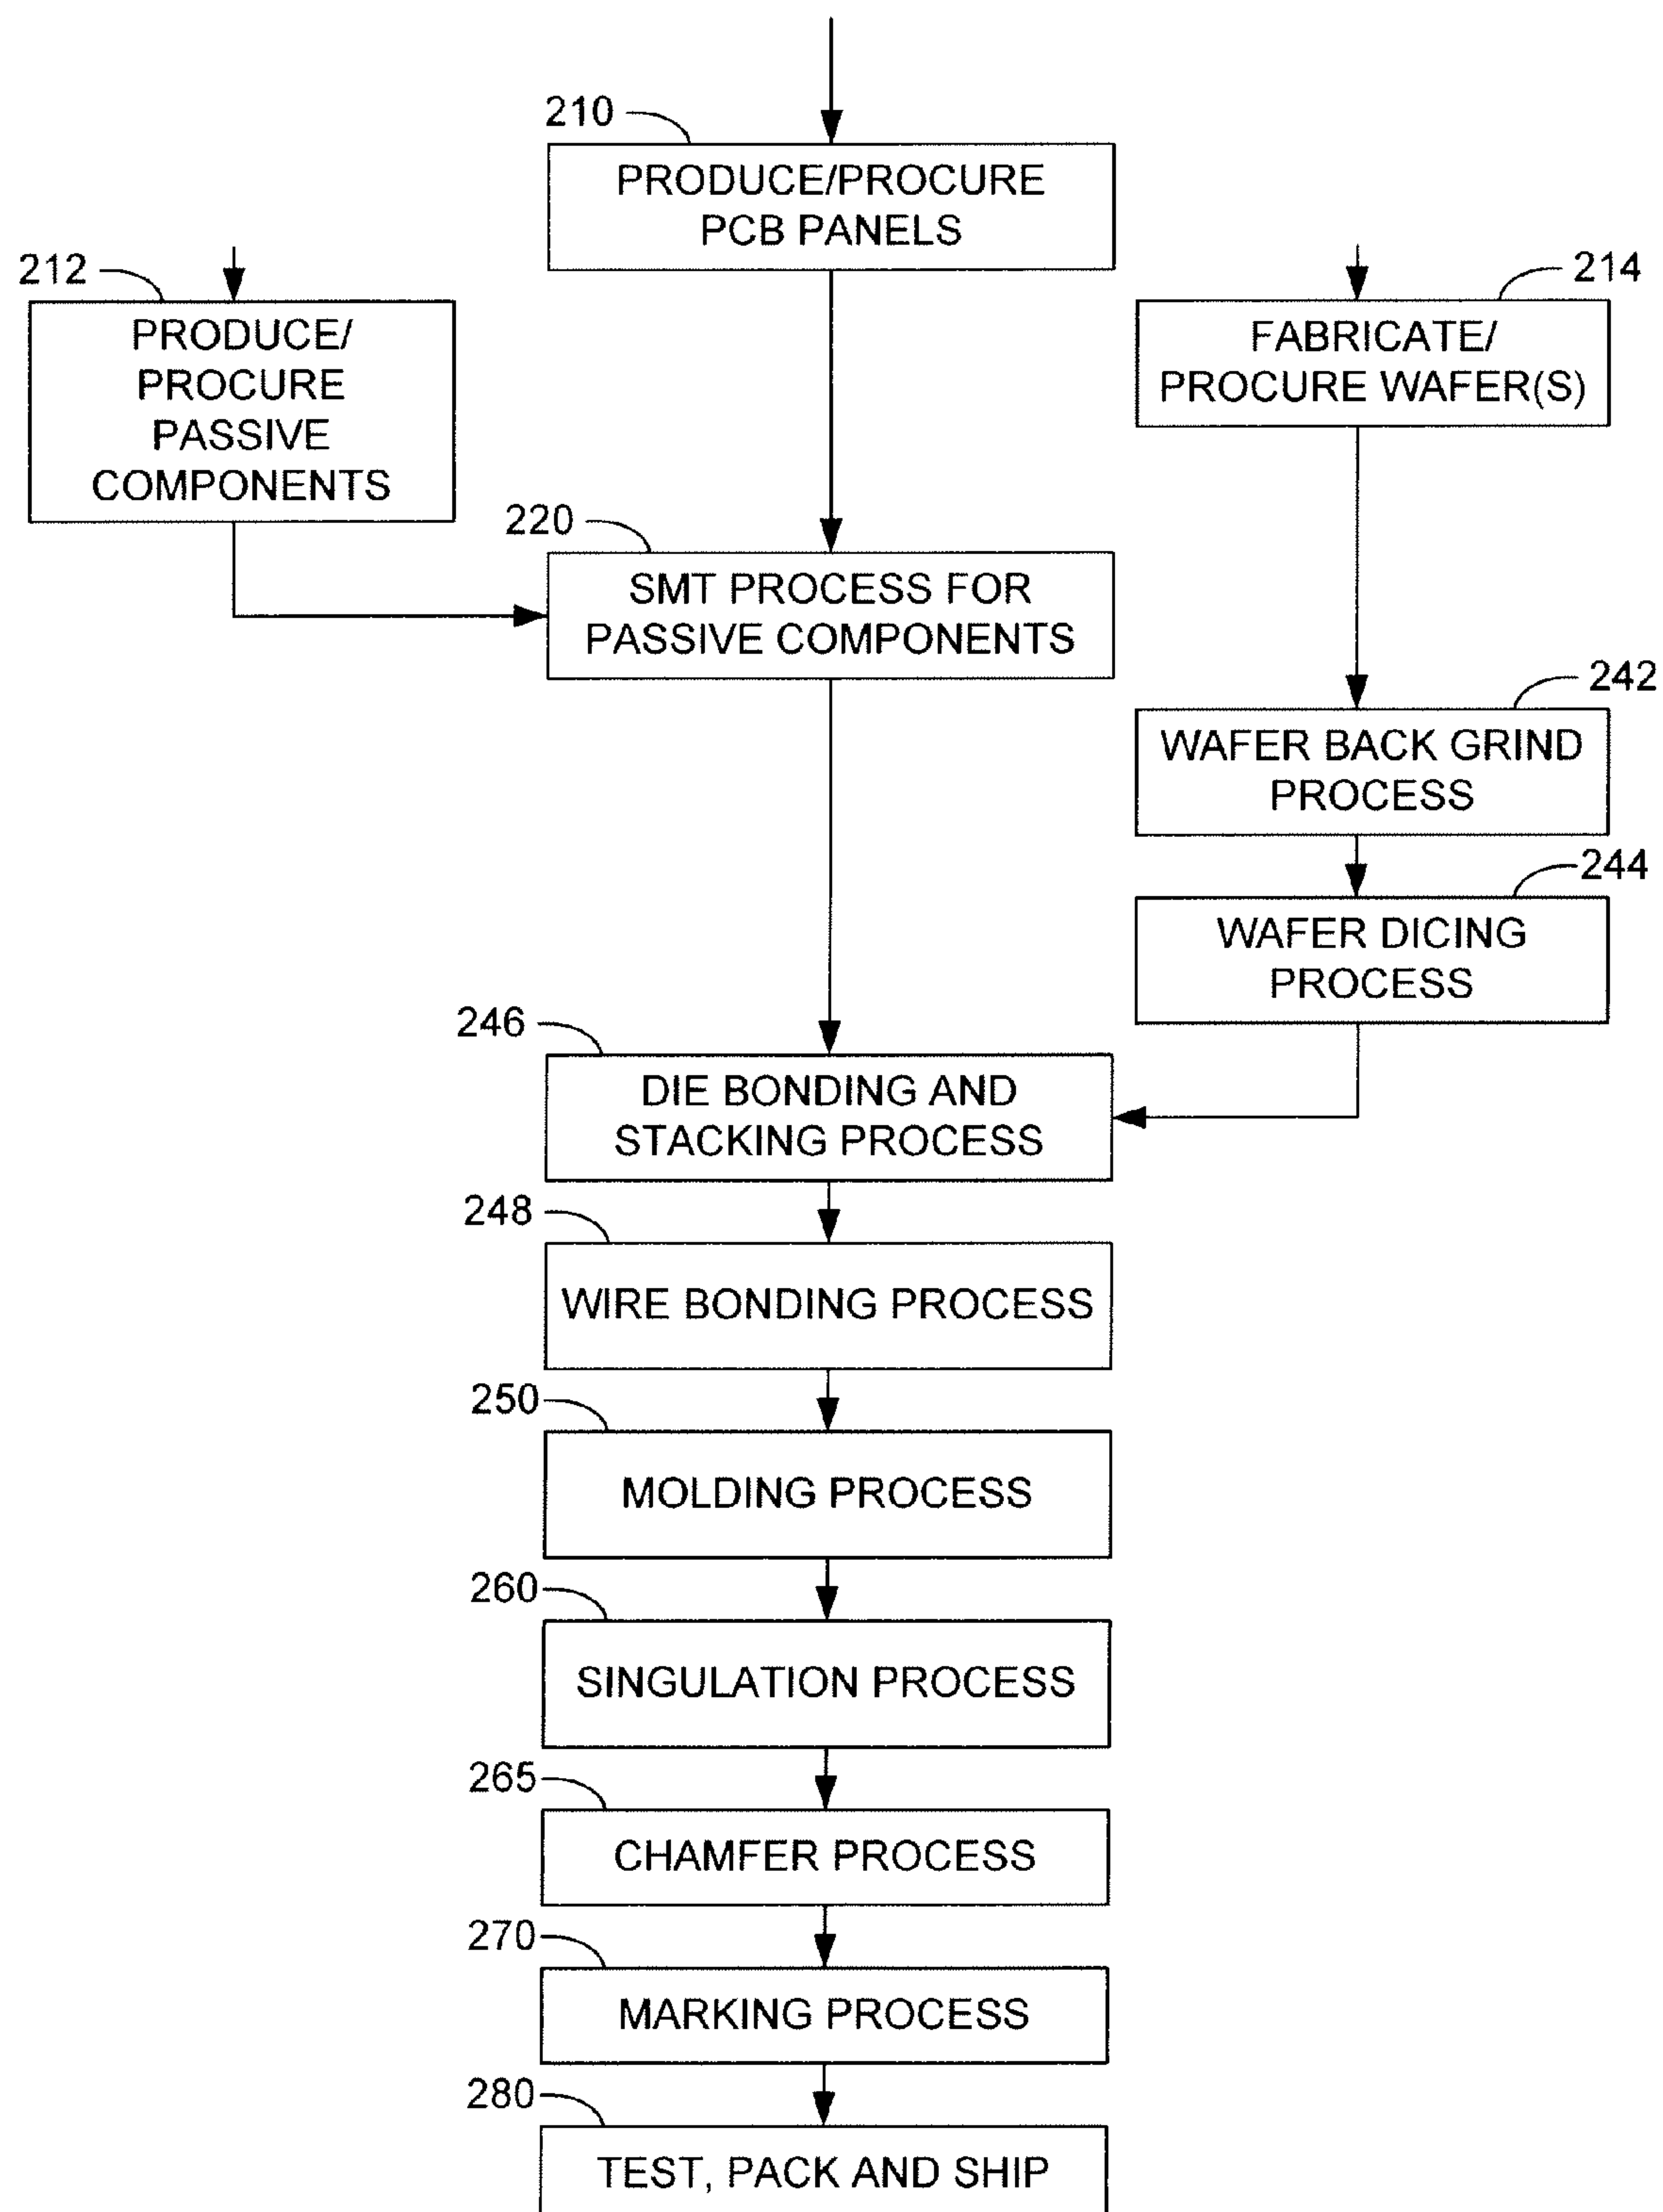 210
PRODUCE/PROCURE
PCB PANELS
212
PRODUCE/
PROCURE
PASSIVE
COMPONENTS
214
FABRICATE/
PROCURE WAFER(S)
220
SMT PROCESS FOR
PASSIVE COMPONENTS
242
WAFER BACK GRIND
PROCESS
244
WAFER DICING
PROCESS
246
DIE BONDING AND
STACKING PROCESS
248
WIRE BONDING PROCESS
250
MOLDING PROCESS
260
SINGULATION PROCESS
265
CHAMFER PROCESS
270
MARKING PROCESS
280
TEST, PACK AND SHIP